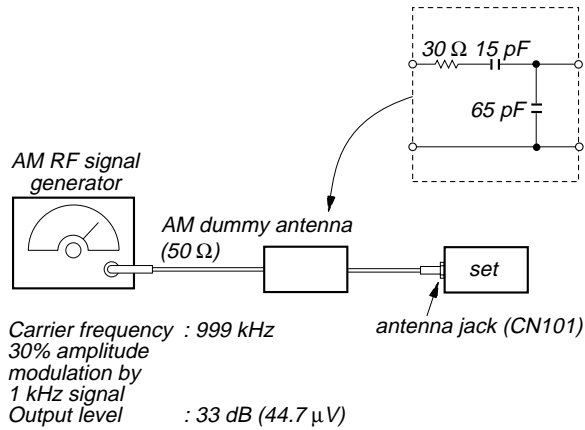 30 Ω 15 pF
65 pF
AM RF signal
generator
AM dummy antenna
(50 Ω)
set
antenna jack (CN101)
Carrier frequency : 999 kHz
30% amplitude
modulation by
1 kHz signal
Output level : 33 dB (44.7 μV)